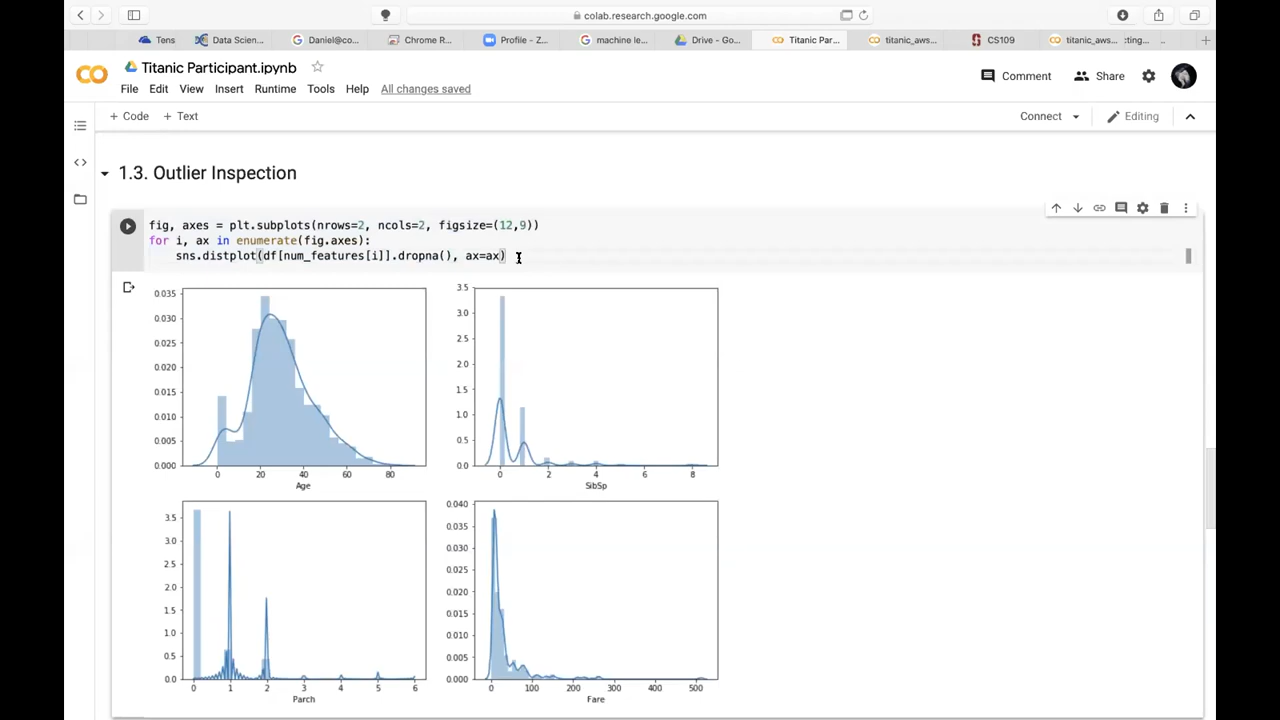 colab.research.google.com
Tens
Data Scien...
Daniel@co...
Chrome R...
Profile - Z...
machine le...
Drive - Go...
Titanic Par...
titanic_aws...
CS109
titanic_aws... :ting...
Titanic Participant.ipynb
Comment
Share
File Edit View Insert Runtime Tools Help All changes saved
+ Code + Text
Connect
Editing
1.3. Outlier Inspection
fig, axes = plt.subplots(nrows=2, ncols=2, figsize=(12,9))
for i, ax in enumerate(fig.axes):
sns.distplot(df[num_features[i]].dropna(), ax=ax)
0.035
0.030
0.025
0.020
0.015
0.010
0.005
0.000
0 20 40 60 80
Age
3.5
3.0
2.5
2.0
1.5
1.0
0.5
0.0
0 2 4 6 8
SibSp
3.5
3.0
2.5
2.0
1.5
1.0
0.5
0.0
0 1 2 3 4 5 6
Parch
0.040
0.035
0.030
0.025
0.020
0.015
0.010
0.005
0.000
0 100 200 300 400 500
Fare